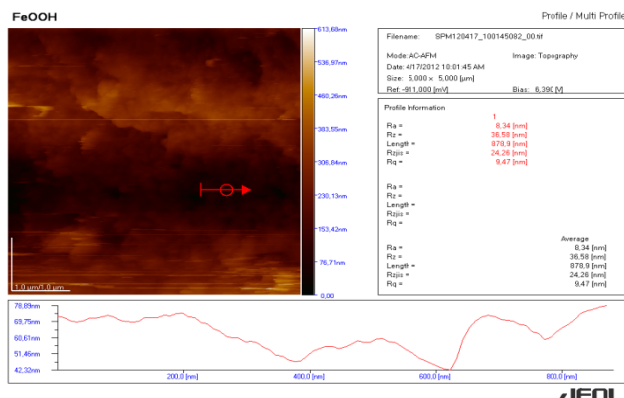 FeOOH
Profile / Multi Profile
Filename: SPM120417_100145082_00.tif
Mode: AC-AFM Image: Topography
Date: 4/17/2012 10:01:45 AM
Size: 5,000 x 5,000 [µm]
Ref: -911,000 [mV] Bias: 6,390 [V]
613,68nm
536,97nm
460,26nm
383,55nm
306,84nm
230,13nm
153,42nm
76,71nm
0,00
1,0 µm/1,0 µm
Profile Information
1
Ra = 8,34 [nm]
Rz = 36,58 [nm]
Length = 878,9 [nm]
Rzjis = 24,26 [nm]
Rq = 9,47 [nm]
Ra =
Rz =
Length =
Rzjis =
Rq =
Average
Ra = 8,34 [nm]
Rz = 36,58 [nm]
Length = 878,9 [nm]
Rzjis = 24,26 [nm]
Rq = 9,47 [nm]
78,89nm
69,75nm
60,61nm
51,46nm
42,32nm
200.0 [nm] 400.0 [nm] 600.0 [nm] 800.0 [nm]
JEOL